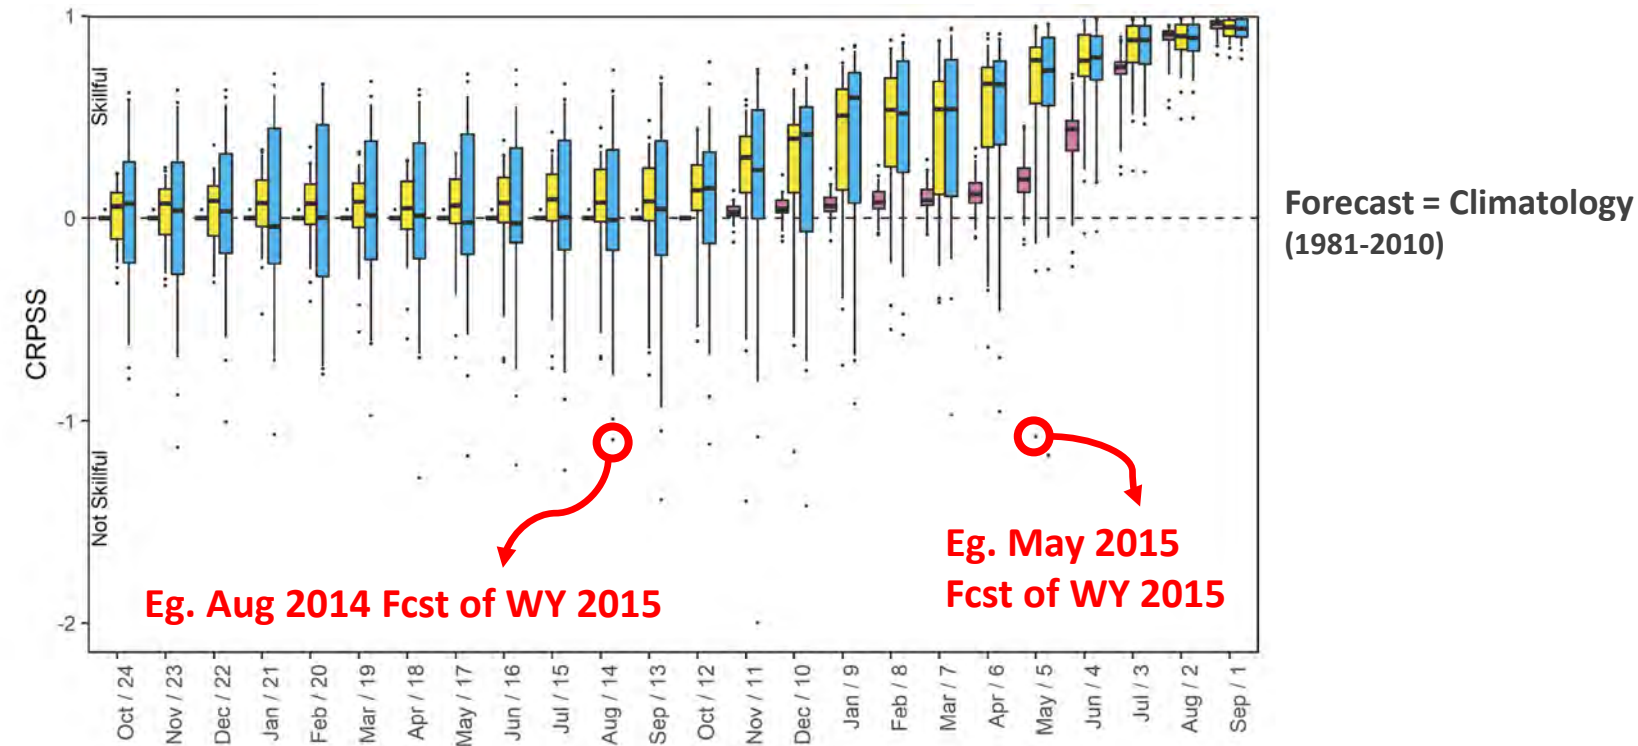 1
Skillful
0
CRPSS
-1
Not Skillful
-2
Forecast = Climatology
(1981-2010)
Eg. Aug 2014 Fcst of WY 2015
Eg. May 2015
Fcst of WY 2015
Oct / 24
Nov / 23
Dec / 22
Jan / 21
Feb / 20
Mar / 19
Apr / 18
May / 17
Jun / 16
Jul / 15
Aug / 14
Sep / 13
Oct / 12
Nov / 11
Dec / 10
Jan / 9
Feb / 8
Mar / 7
Apr / 6
May / 5
Jun / 4
Jul / 3
Aug / 2
Sep / 1